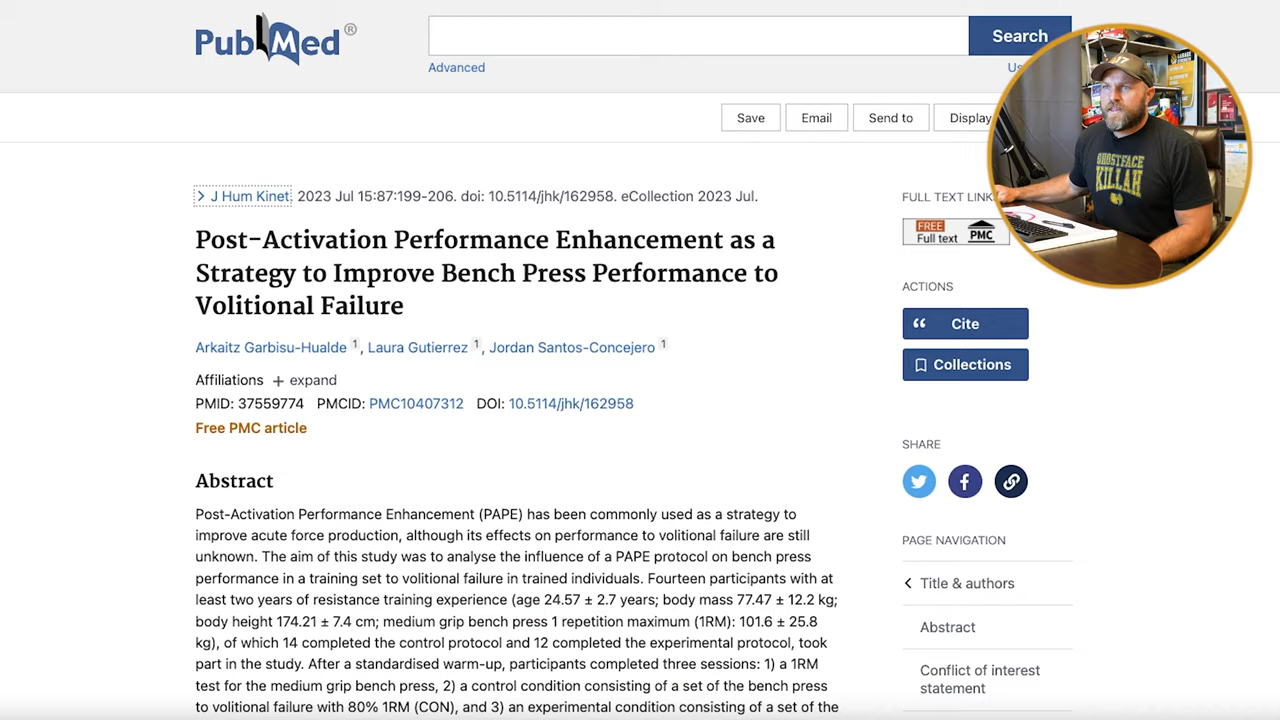 PubMed®
Search
Advanced
Us
Save
Email
Send to
Display
J Hum Kinet. 2023 Jul 15:87:199-206. doi: 10.5114/jhk/162958. eCollection 2023 Jul.
Post-Activation Performance Enhancement as a
Strategy to Improve Bench Press Performance to
Volitional Failure
Arkaitz Garbisu-Hualde 1, Laura Gutierrez 1, Jordan Santos-Concejero 1
Affiliations + expand
PMID: 37559774 PMCID: PMC10407312 DOI: 10.5114/jhk/162958
Free PMC article
Abstract
Post-Activation Performance Enhancement (PAPE) has been commonly used as a strategy to
improve acute force production, although its effects on performance to volitional failure are still
unknown. The aim of this study was to analyse the influence of a PAPE protocol on bench press
performance in a training set to volitional failure in trained individuals. Fourteen participants with at
least two years of resistance training experience (age 24.57 ± 2.7 years; body mass 77.47 ± 12.2 kg;
body height 174.21 ± 7.4 cm; medium grip bench press 1 repetition maximum (1RM): 101.6 ± 25.8
kg), of which 14 completed the control protocol and 12 completed the experimental protocol, took
part in the study. After a standardised warm-up, participants completed three sessions: 1) a 1RM
test for the medium grip bench press, 2) a control condition consisting of a set of the bench press
to volitional failure with 80% 1RM (CON), and 3) an experimental condition consisting of a set of the
FULL TEXT LINK
FREE
Full text PMC
ACTIONS
Cite
Collections
SHARE
PAGE NAVIGATION
Title & authors
Abstract
Conflict of interest
statement
GHOSTFACE
KILLAH